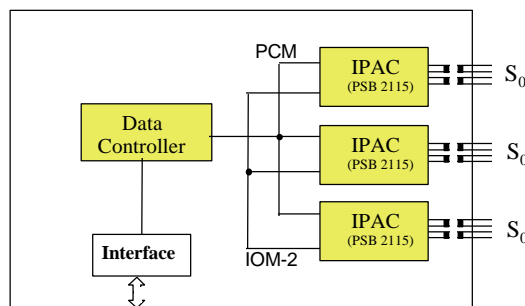 PCM
IPAC
(PSB 2115)
S0
Data
Controller
IPAC
(PSB 2115)
S0
IPAC
(PSB 2115)
S0
Interface
IOM-2